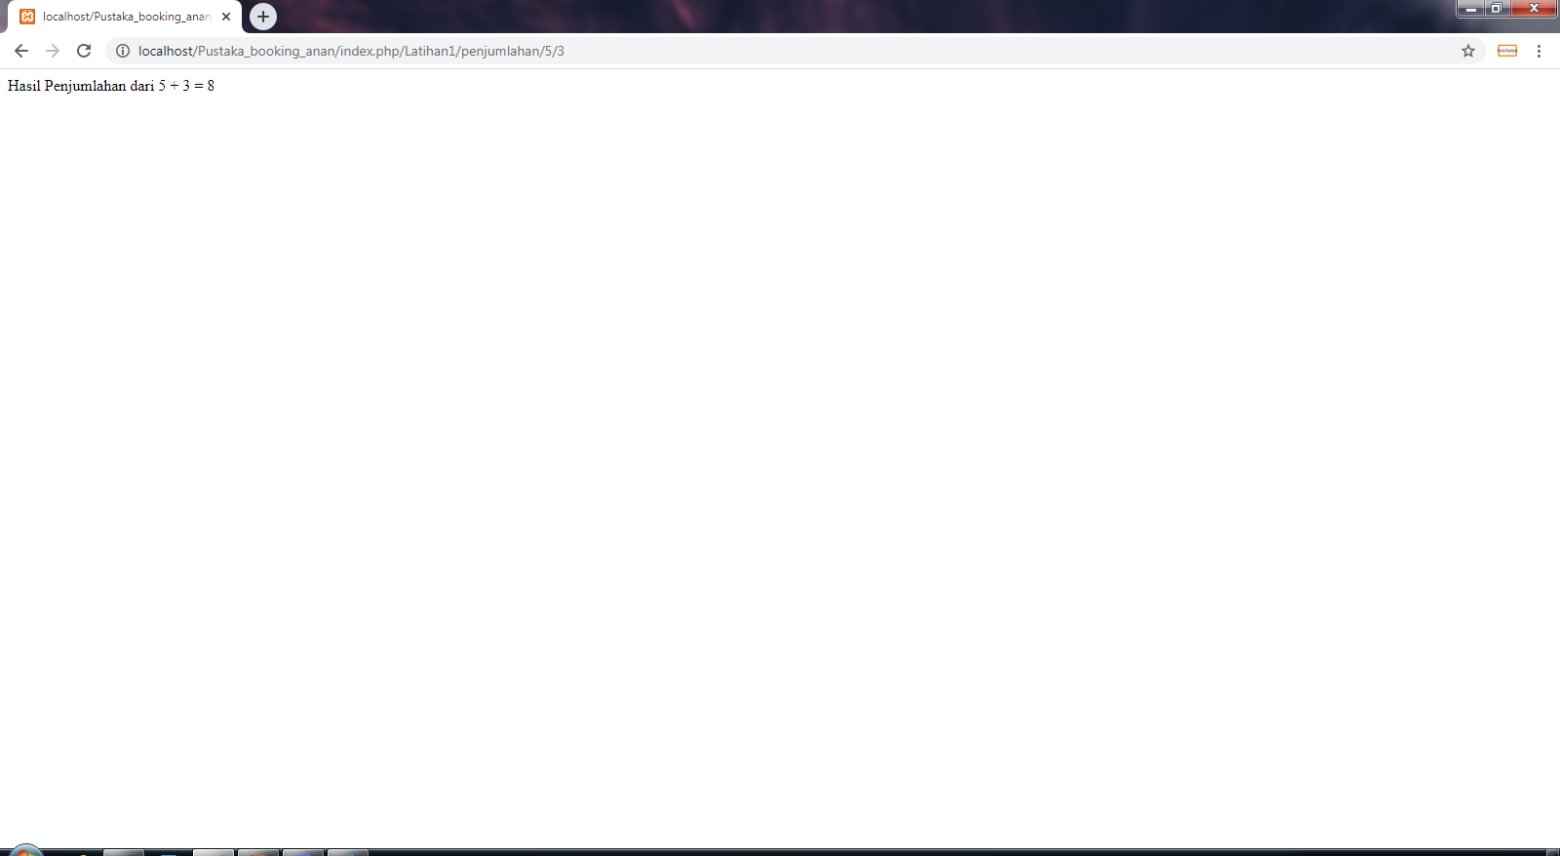 localhost/Pustaka_booking_anan
localhost/Pustaka_booking_anan/index.php/Latihan1/penjumlahan/5/3
Hasil Penjumlahan dari 5 + 3 = 8